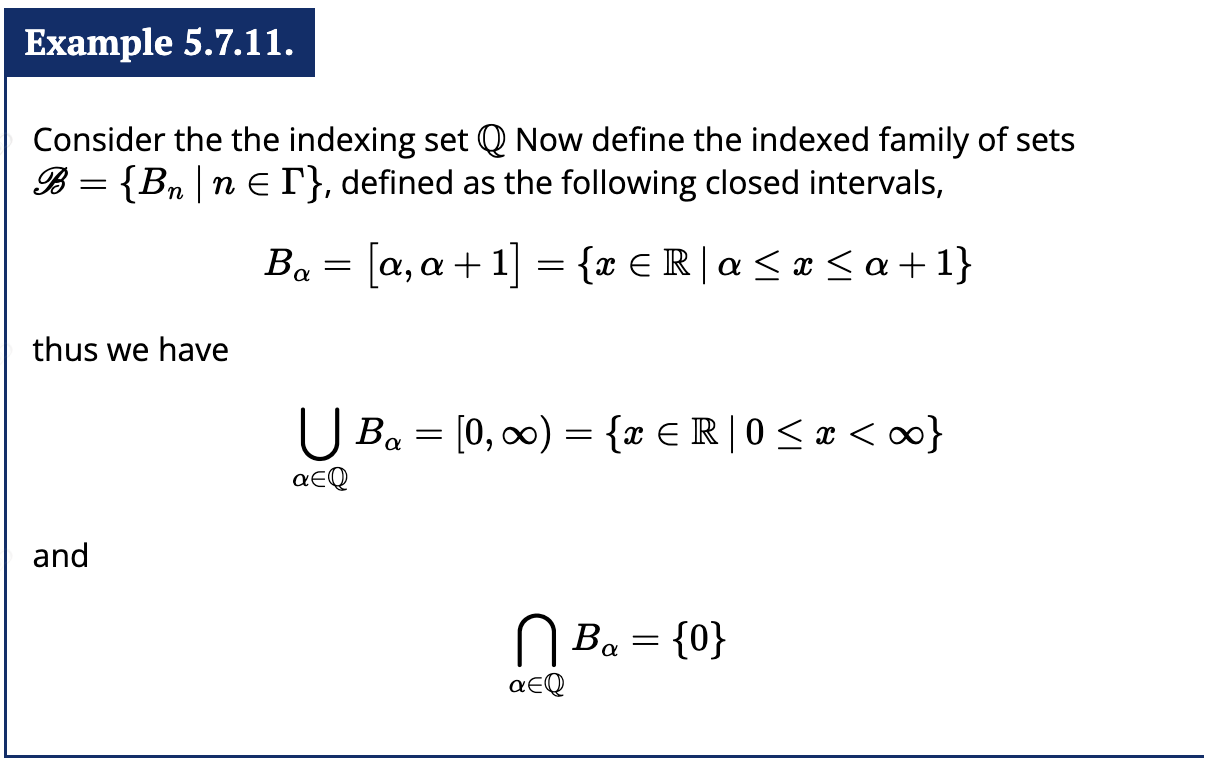 Example 5.7.11.
Consider the the indexing set ℚ Now define the indexed family of sets
ℬ = {Bₙ | n ∈ Γ}, defined as the following closed intervals,
B_α = [α, α + 1] = {x ∈ ℝ | α ≤ x ≤ α + 1}
thus we have
⋃_{α∈ℚ} B_α = [0, ∞) = {x ∈ ℝ | 0 ≤ x < ∞}
and
⋂_{α∈ℚ} B_α = {0}